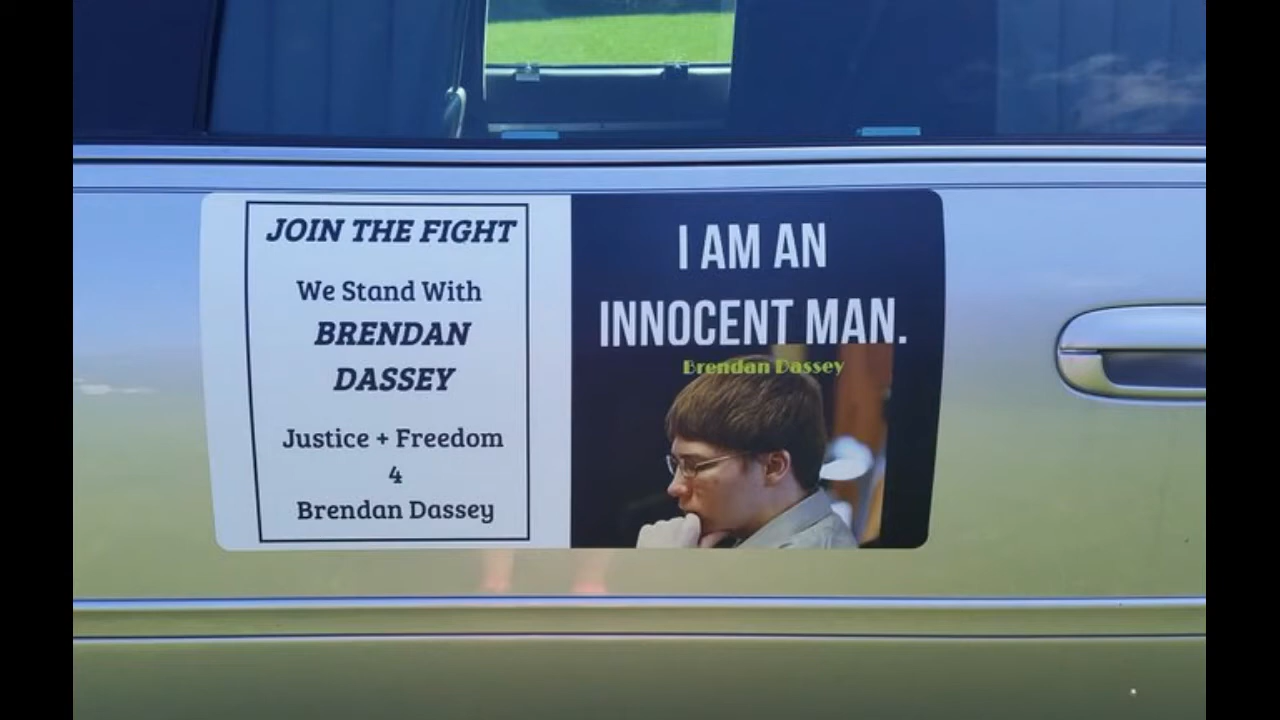 JOIN THE FIGHT
We Stand With
BRENDAN
DASSEY
Justice + Freedom
4
Brendan Dassey
I AM AN
INNOCENT MAN.
Brendan Dassey